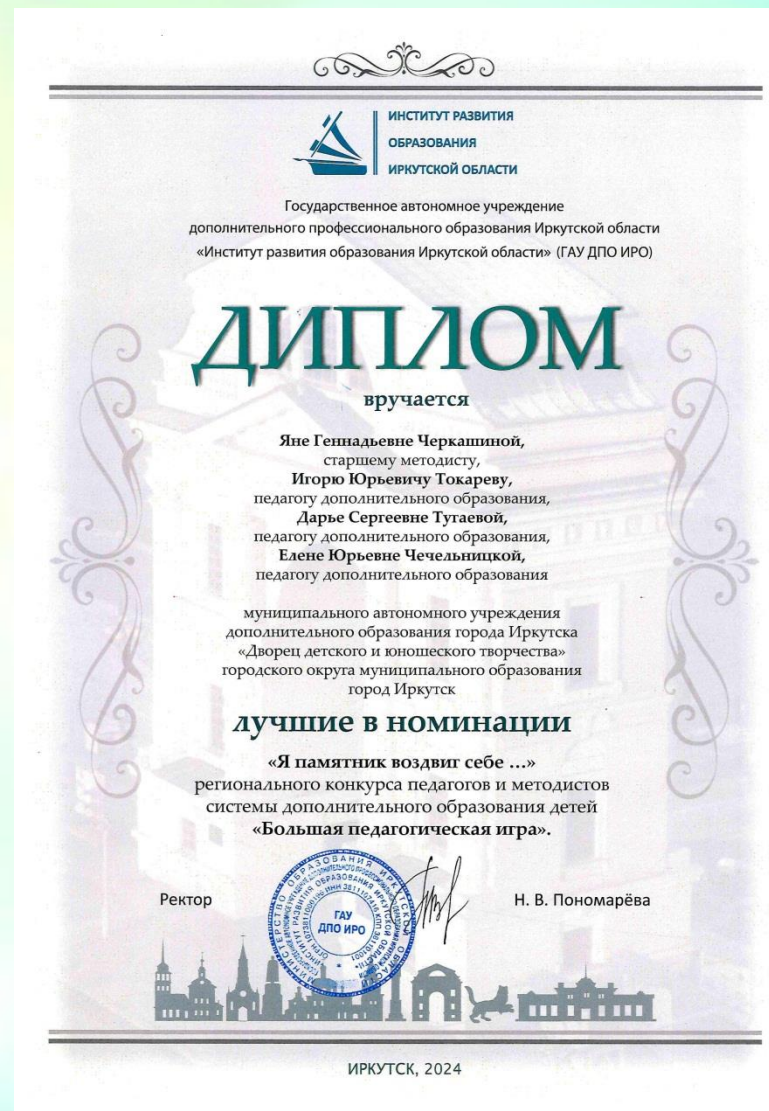 ИНСТИТУТ РАЗВИТИЯ
ОБРАЗОВАНИЯ
ИРКУТСКОЙ ОБЛАСТИ
Государственное автономное учреждение
дополнительного профессионального образования Иркутской области
«Институт развития образования Иркутской области» (ГАУ ДПО ИРО)
ДИПЛОМ
вручается
Яне Геннадьевне Черкашиной,
старшему методисту,
Игорю Юрьевичу Токареву,
педагогу дополнительного образования,
Дарье Сергеевне Тугаевой,
педагогу дополнительного образования,
Елене Юрьевне Чечельницкой,
педагогу дополнительного образования
муниципального автономного учреждения
дополнительного образования города Иркутска
«Дворец детского и юношеского творчества»
городского округа муниципального образования
город Иркутск
лучшие в номинации
«Я памятник воздвиг себе ...»
регионального конкурса педагогов и методистов
системы дополнительного образования детей
«Большая педагогическая игра».
Ректор
ГАУ
ДПО ИРО
Н. В. Пономарёва
ИРКУТСК, 2024